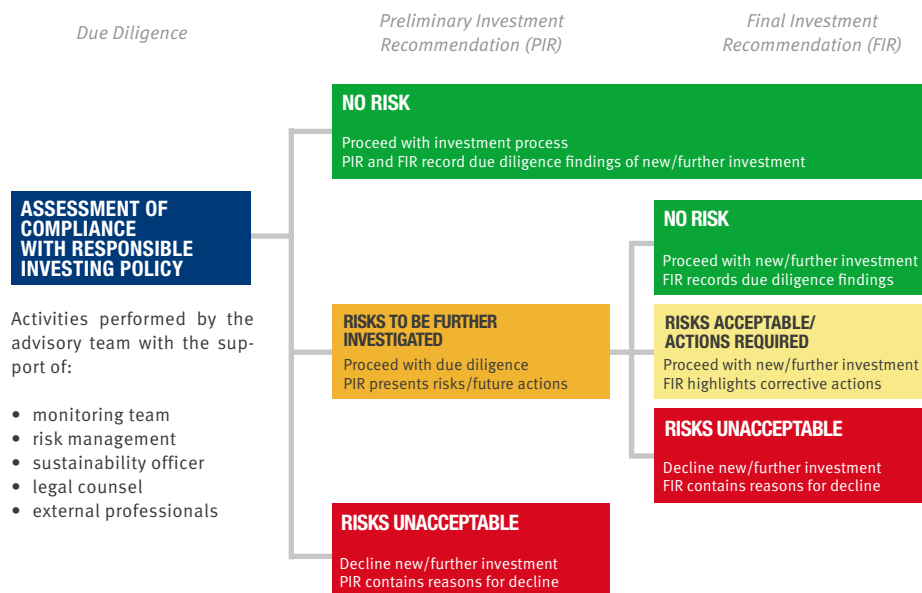 Due Diligence
Preliminary Investment
Recommendation (PIR)
Final Investment
Recommendation (FIR)
NO RISK
Proceed with investment process
PIR and FIR record due diligence findings of new/further investment
ASSESSMENT OF
COMPLIANCE
WITH RESPONSIBLE
INVESTING POLICY
Activities performed by the
advisory team with the sup-
port of:
• monitoring team
• risk management
• sustainability officer
• legal counsel
• external professionals
RISKS TO BE FURTHER
INVESTIGATED
Proceed with due diligence
PIR presents risks/future actions
RISKS UNACCEPTABLE
Decline new/further investment
PIR contains reasons for decline
NO RISK
Proceed with new/further investment
FIR records due diligence findings
RISKS ACCEPTABLE/
ACTIONS REQUIRED
Proceed with new/further investment
FIR highlights corrective actions
RISKS UNACCEPTABLE
Decline new/further investment
FIR contains reasons for decline